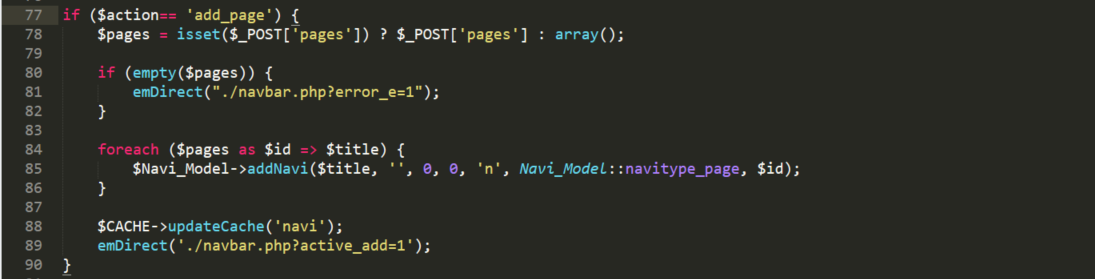 77 if ($action== 'add_page') {
78 $pages = isset($_POST['pages']) ? $_POST['pages'] : array();
79
80 if (empty($pages)) {
81 emDirect("./navbar.php?error_e=1");
82 }
83
84 foreach ($pages as $id => $title) {
85 $Navi_Model->addNavi($title, '', 0, 0, 'n', Navi_Model::navitype_page, $id);
86 }
87
88 $CACHE->updateCache('navi');
89 emDirect('./navbar.php?active_add=1');
90 }